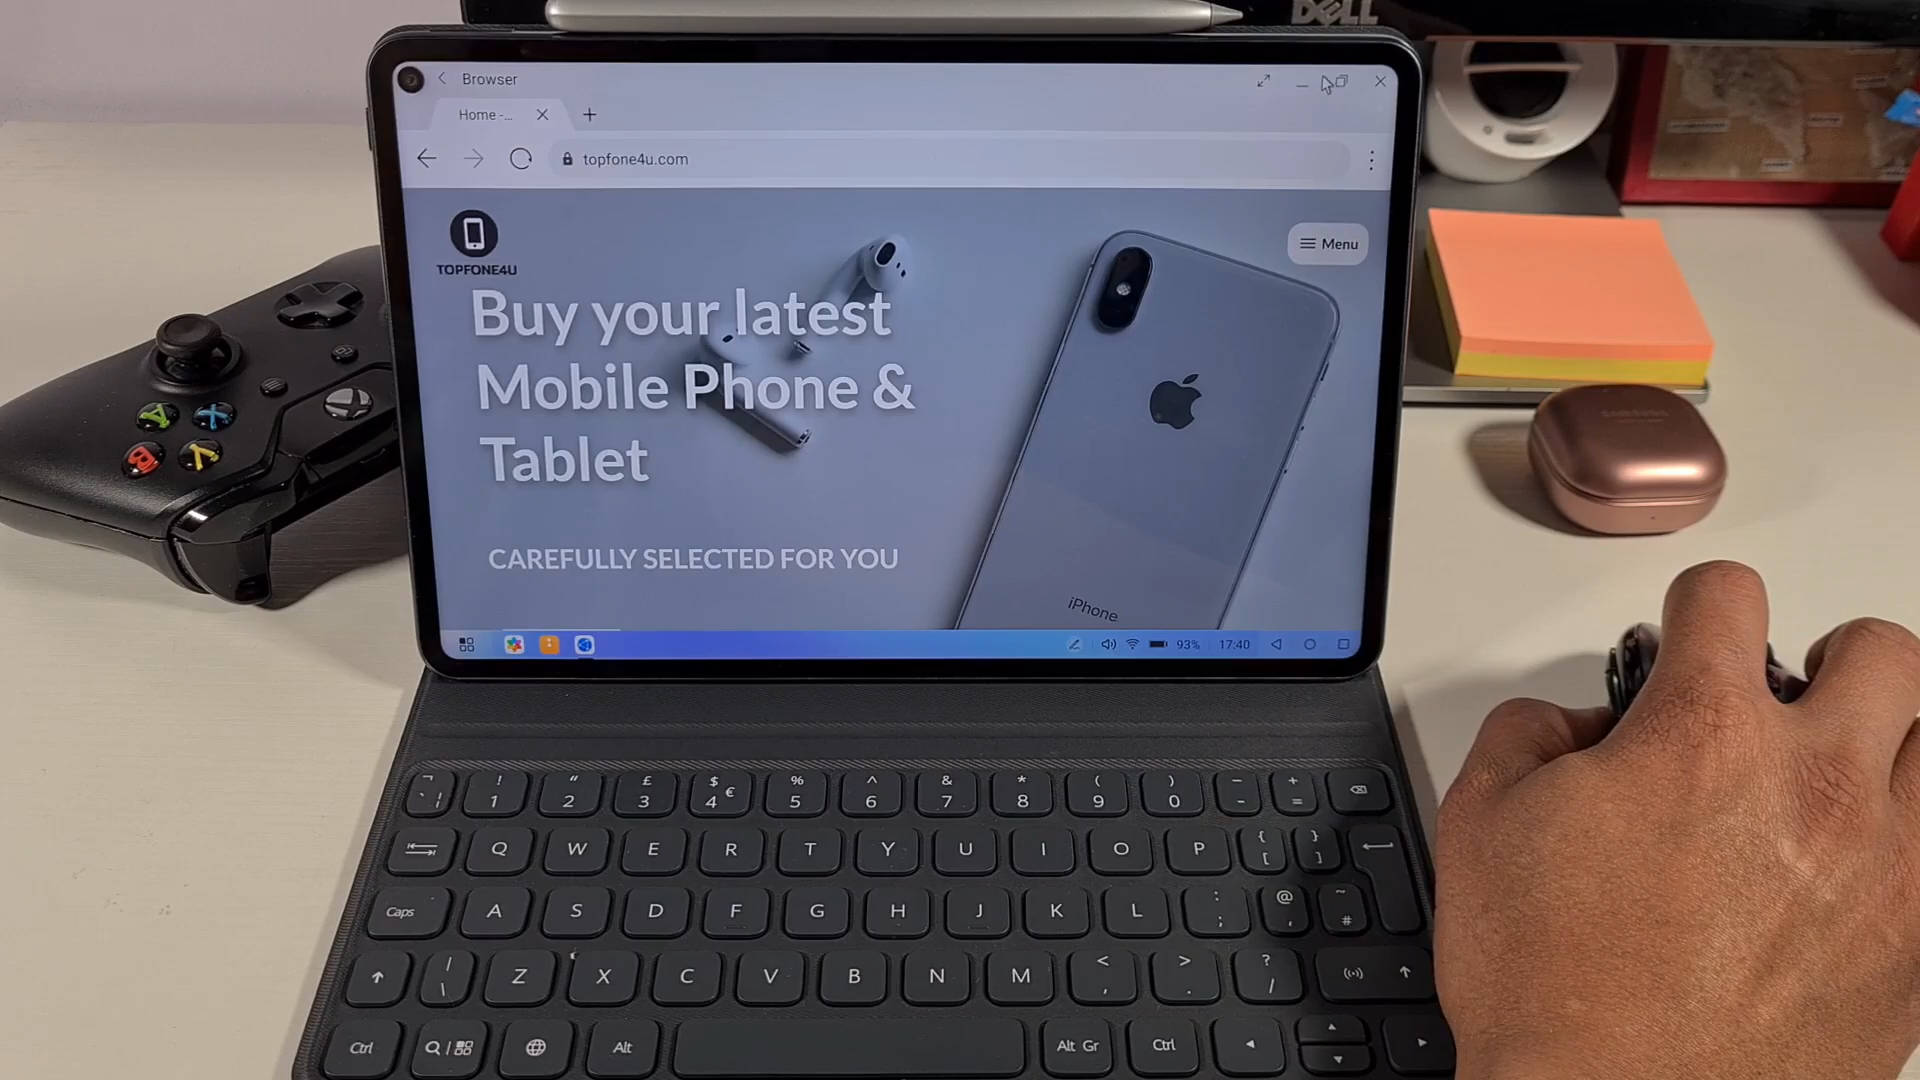 DELL
Browser
Home -...
topfone4u.com
TOPFONE4U
Menu
Buy your latest
Mobile Phone &
Tablet
CAREFULLY SELECTED FOR YOU
iPhone
93%
17:40
SAMSUNG
Y X B A
! " £ $ € % ^ & * ( ) - +
` ¦ 1 2 3 4 5 6 7 8 9 0 - =
Q W E R T Y U I O P { [ } ]
Caps A S D F G H J K L : ; @ ' ~ #
| \ Z X C V B N M < , > . ? /
Ctrl Alt Alt Gr Ctrl